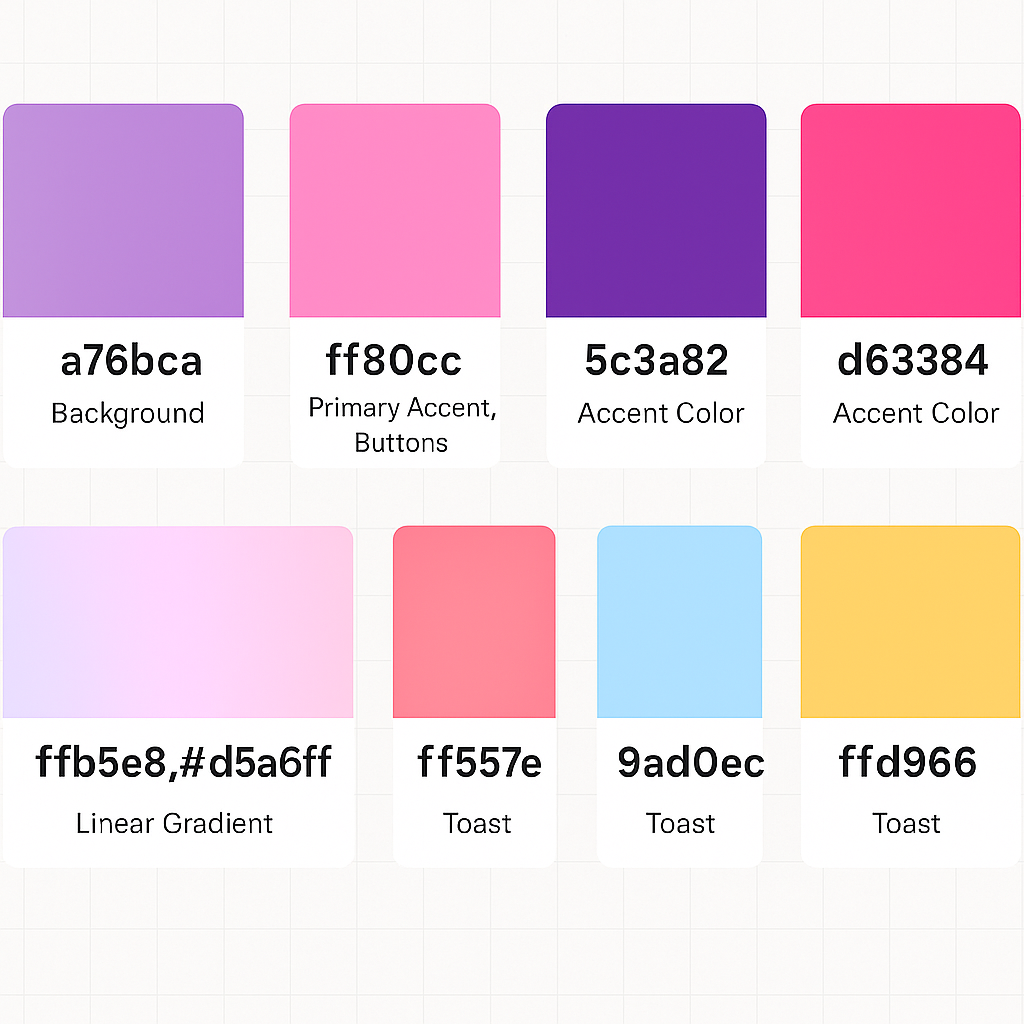 a76bca
Background
ff80cc
Primary Accent,
Buttons
5c3a82
Accent Color
d63384
Accent Color
ffb5e8,#d5a6ff
Linear Gradient
ff557e
Toast
9ad0ec
Toast
ffd966
Toast